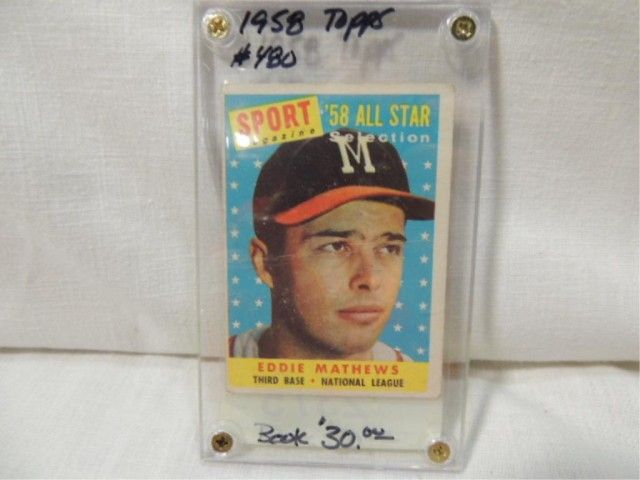 1958 Topps
#480
SPORT magazine '58 ALL STAR
Selection
M
EDDIE MATHEWS
THIRD BASE • NATIONAL LEAGUE
Book $30.00